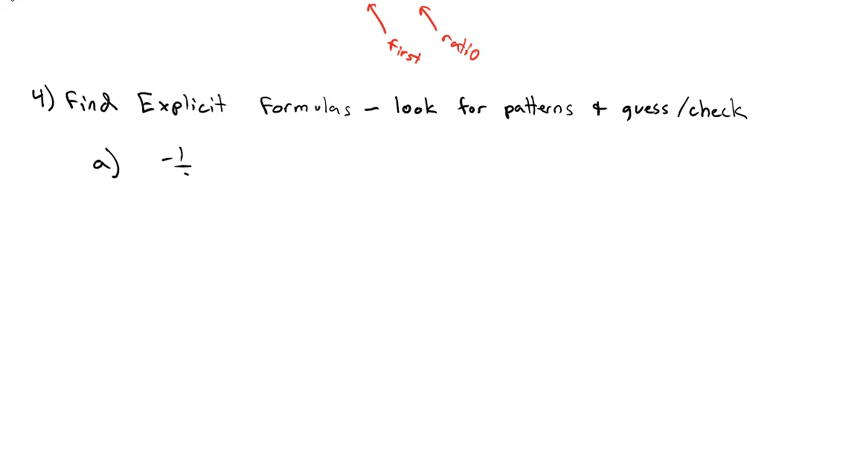 first ratio
4) Find Explicit Formulas – look for patterns + guess/check
a) -1